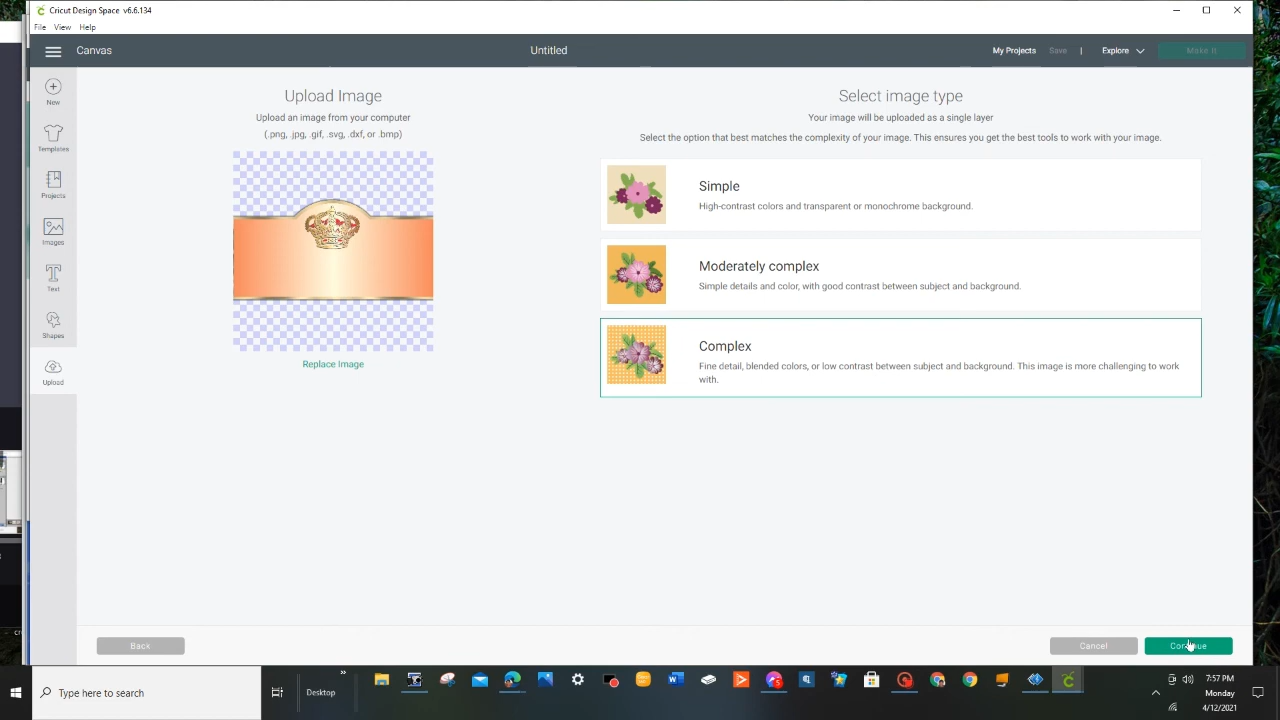 Cricut Design Space v6.6.134
File View Help
Canvas
Untitled
My Projects Save | Explore Make It
New
Templates
Projects
Images
Text
Shapes
Upload
Upload Image
Upload an image from your computer
(.png, .jpg, .gif, .svg, .dxf, or .bmp)
Replace Image
Select image type
Your image will be uploaded as a single layer
Select the option that best matches the complexity of your image. This ensures you get the best tools to work with your image.
Simple
High-contrast colors and transparent or monochrome background.
Moderately complex
Simple details and color, with good contrast between subject and background.
Complex
Fine detail, blended colors, or low contrast between subject and background. This image is more challenging to work
with.
Back
Cancel
Continue
Type here to search
Desktop
7:57 PM
Monday
4/12/2021